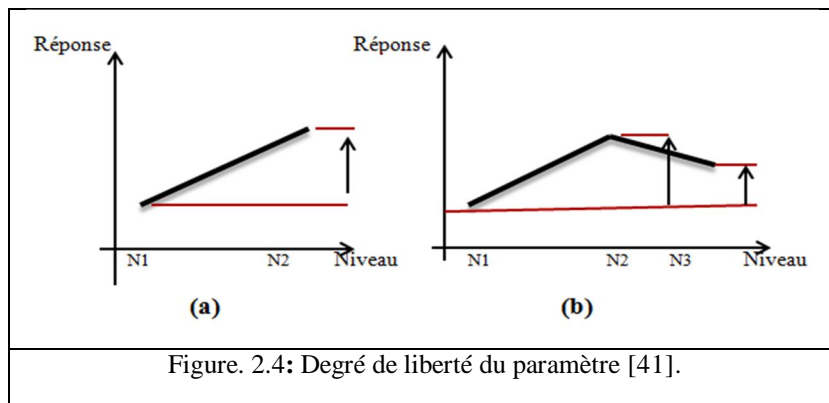 Réponse
Réponse
N1
N2
Niveau
N1
N2
N3
Niveau
(a)
(b)
Figure. 2.4: Degré de liberté du paramètre [41].